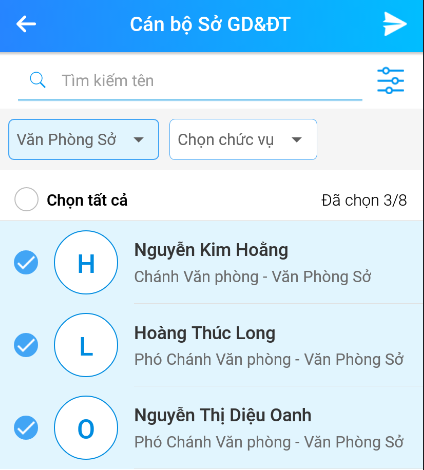 Cán bộ Sở GD&ĐT
Tìm kiếm tên
Văn Phòng Sở
Chọn chức vụ
Chọn tất cả
Đã chọn 3/8
H
Nguyễn Kim Hoằng
Chánh Văn phòng - Văn Phòng Sở
L
Hoàng Thúc Long
Phó Chánh Văn phòng - Văn Phòng Sở
O
Nguyễn Thị Diệu Oanh
Phó Chánh Văn phòng - Văn Phòng Sở